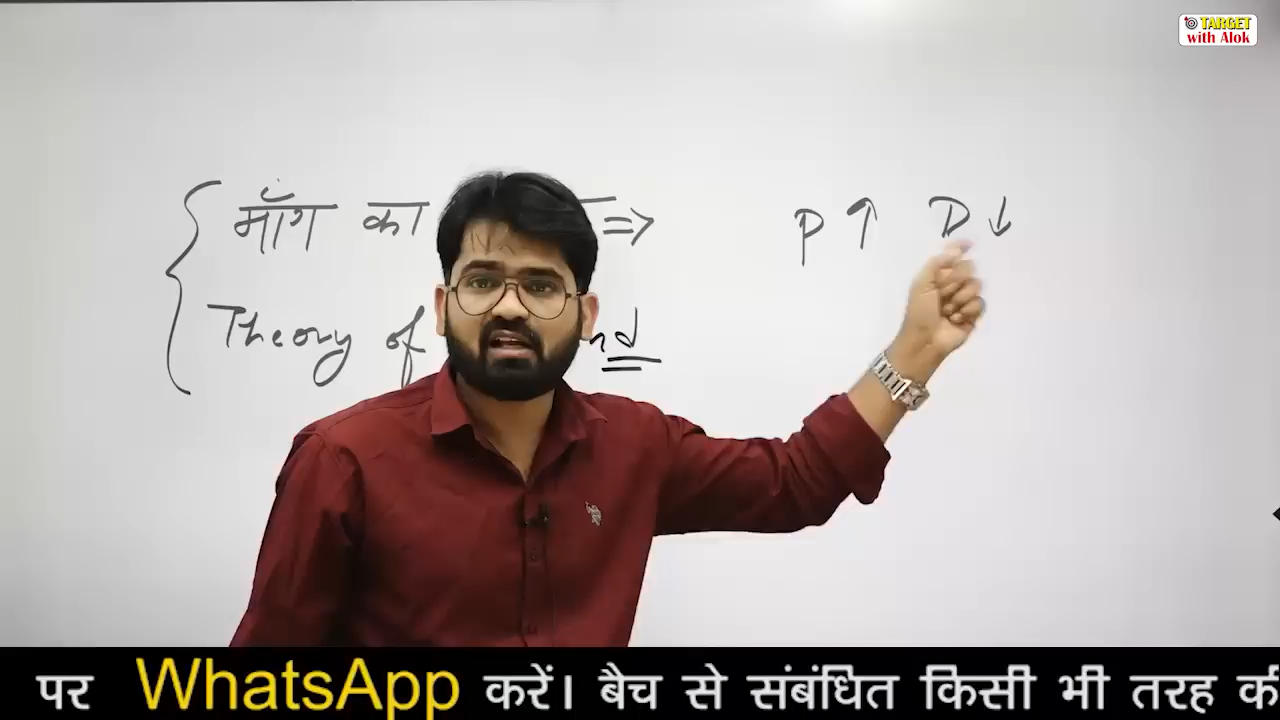 TARGET
with Alok
माँग का ⇒ P↑ D↓
Theory of
पर WhatsApp करें। बैच से संबंधित किसी भी तरह की